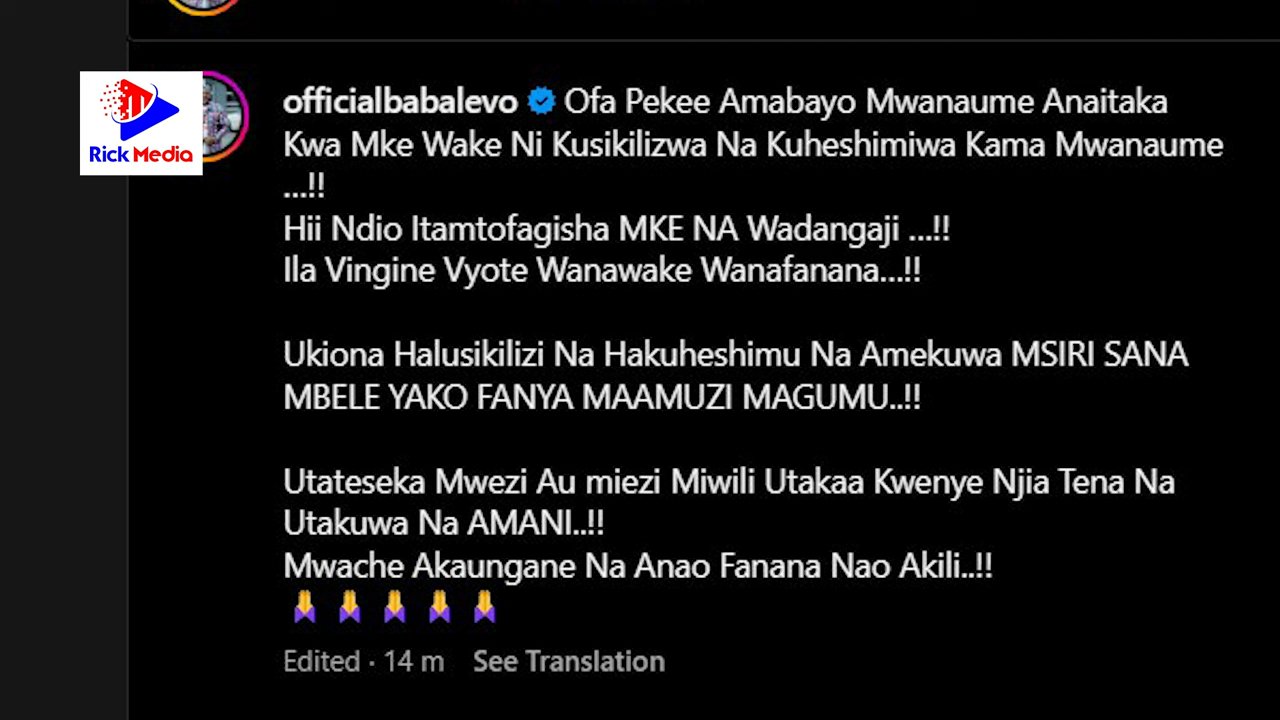 officialbabalevo Ofa Pekee Amabayo Mwanaume Anaitaka
Kwa Mke Wake Ni Kusikilizwa Na Kuheshimiwa Kama Mwanaume
...!!
Hii Ndio Itamtofagisha MKE NA Wadangaji ...!!
Ila Vingine Vyote Wanawake Wanafanana...!!
Ukiona Halusikilizi Na Hakuheshimu Na Amekuwa MSIRI SANA
MBELE YAKO FANYA MAAMUZI MAGUMU..!!
Utateseka Mwezi Au miezi Miwili Utakaa Kwenye Njia Tena Na
Utakuwa Na AMANI..!!
Mwache Akaungane Na Anao Fanana Nao Akili..!!
🙏 🙏 🙏 🙏 🙏
Edited · 14 m See Translation
Rick Media